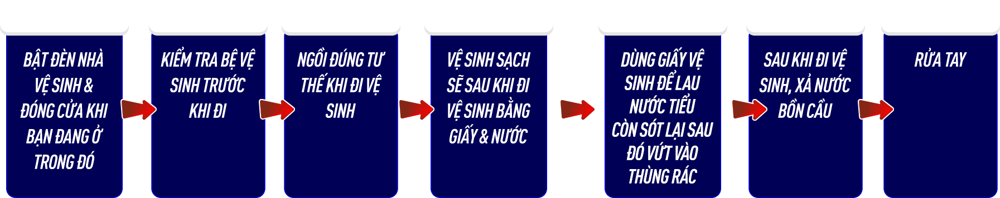 BẬT ĐÈN NHÀ
VỆ SINH &
ĐÓNG CỬA KHI
BẠN ĐANG Ở
TRONG ĐÓ
KIỂM TRA BỆ VỆ
SINH TRƯỚC
KHI ĐI
NGỒI ĐÚNG TƯ
THẾ KHI ĐI VỆ
SINH
VỆ SINH SẠCH
SẼ SAU KHI ĐI
VỆ SINH BẰNG
GIẤY & NƯỚC
DÙNG GIẤY VỆ
SINH ĐỂ LAU
NƯỚC TIỂU
CÒN SÓT LẠI SAU
ĐÓ VỨT VÀO
THÙNG RÁC
SAU KHI ĐI VỆ
SINH, XẢ NƯỚC
BỒN CẦU
RỬA TAY